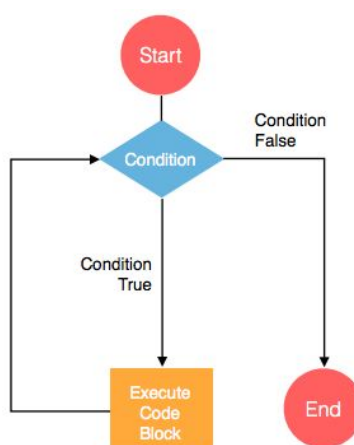 Start
Condition
Condition
False
Condition
True
Execute
Code
Block
End